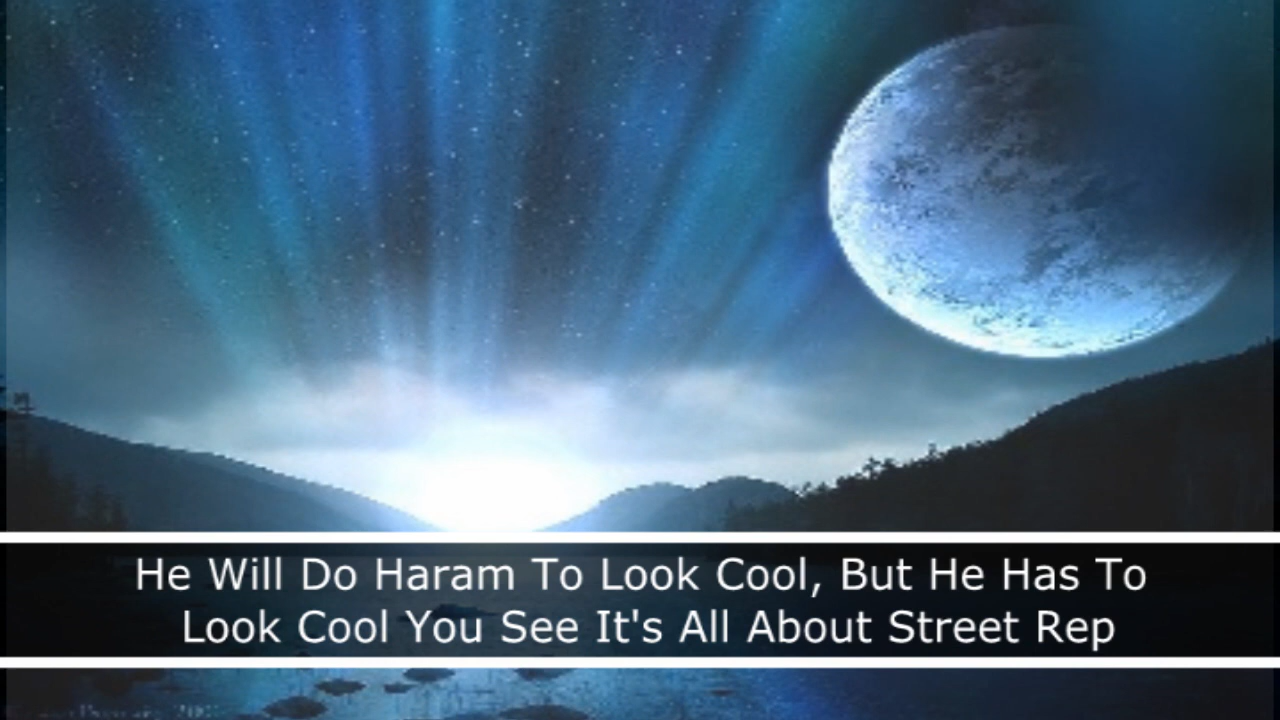 He Will Do Haram To Look Cool, But He Has To
Look Cool You See It's All About Street Rep